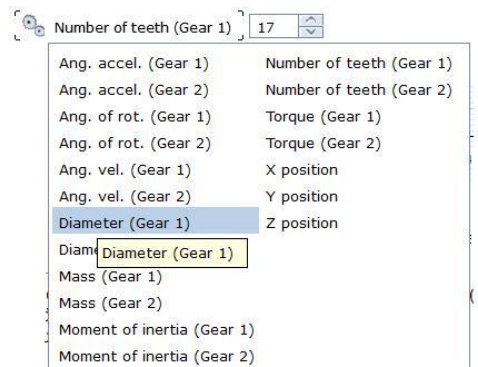 Number of teeth (Gear 1) 17
Ang. accel. (Gear 1)
Ang. accel. (Gear 2)
Ang. of rot. (Gear 1)
Ang. of rot. (Gear 2)
Ang. vel. (Gear 1)
Ang. vel. (Gear 2)
Diameter (Gear 1)
Diame
Diameter (Gear 1)
Mass (Gear 1)
Mass (Gear 2)
Moment of inertia (Gear 1)
Moment of inertia (Gear 2)
Number of teeth (Gear 1)
Number of teeth (Gear 2)
Torque (Gear 1)
Torque (Gear 2)
X position
Y position
Z position